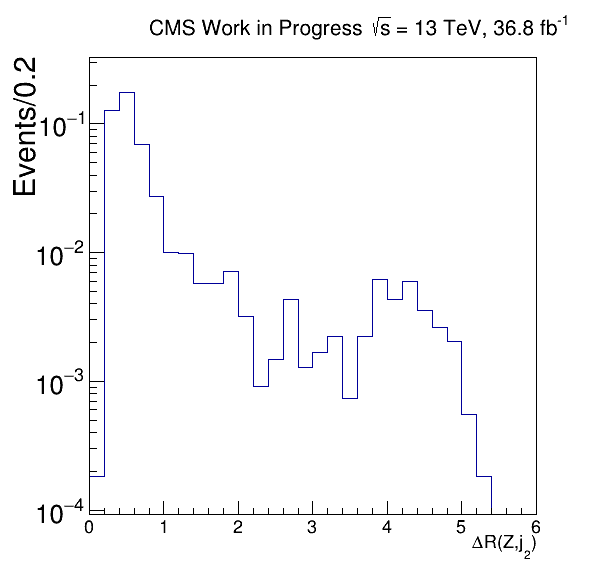 CMS Work in Progress √s = 13 TeV, 36.8 fb⁻¹
Events/0.2
10⁻¹
10⁻²
10⁻³
10⁻⁴
0 1 2 3 4 5 6
ΔR(Z,j₂)